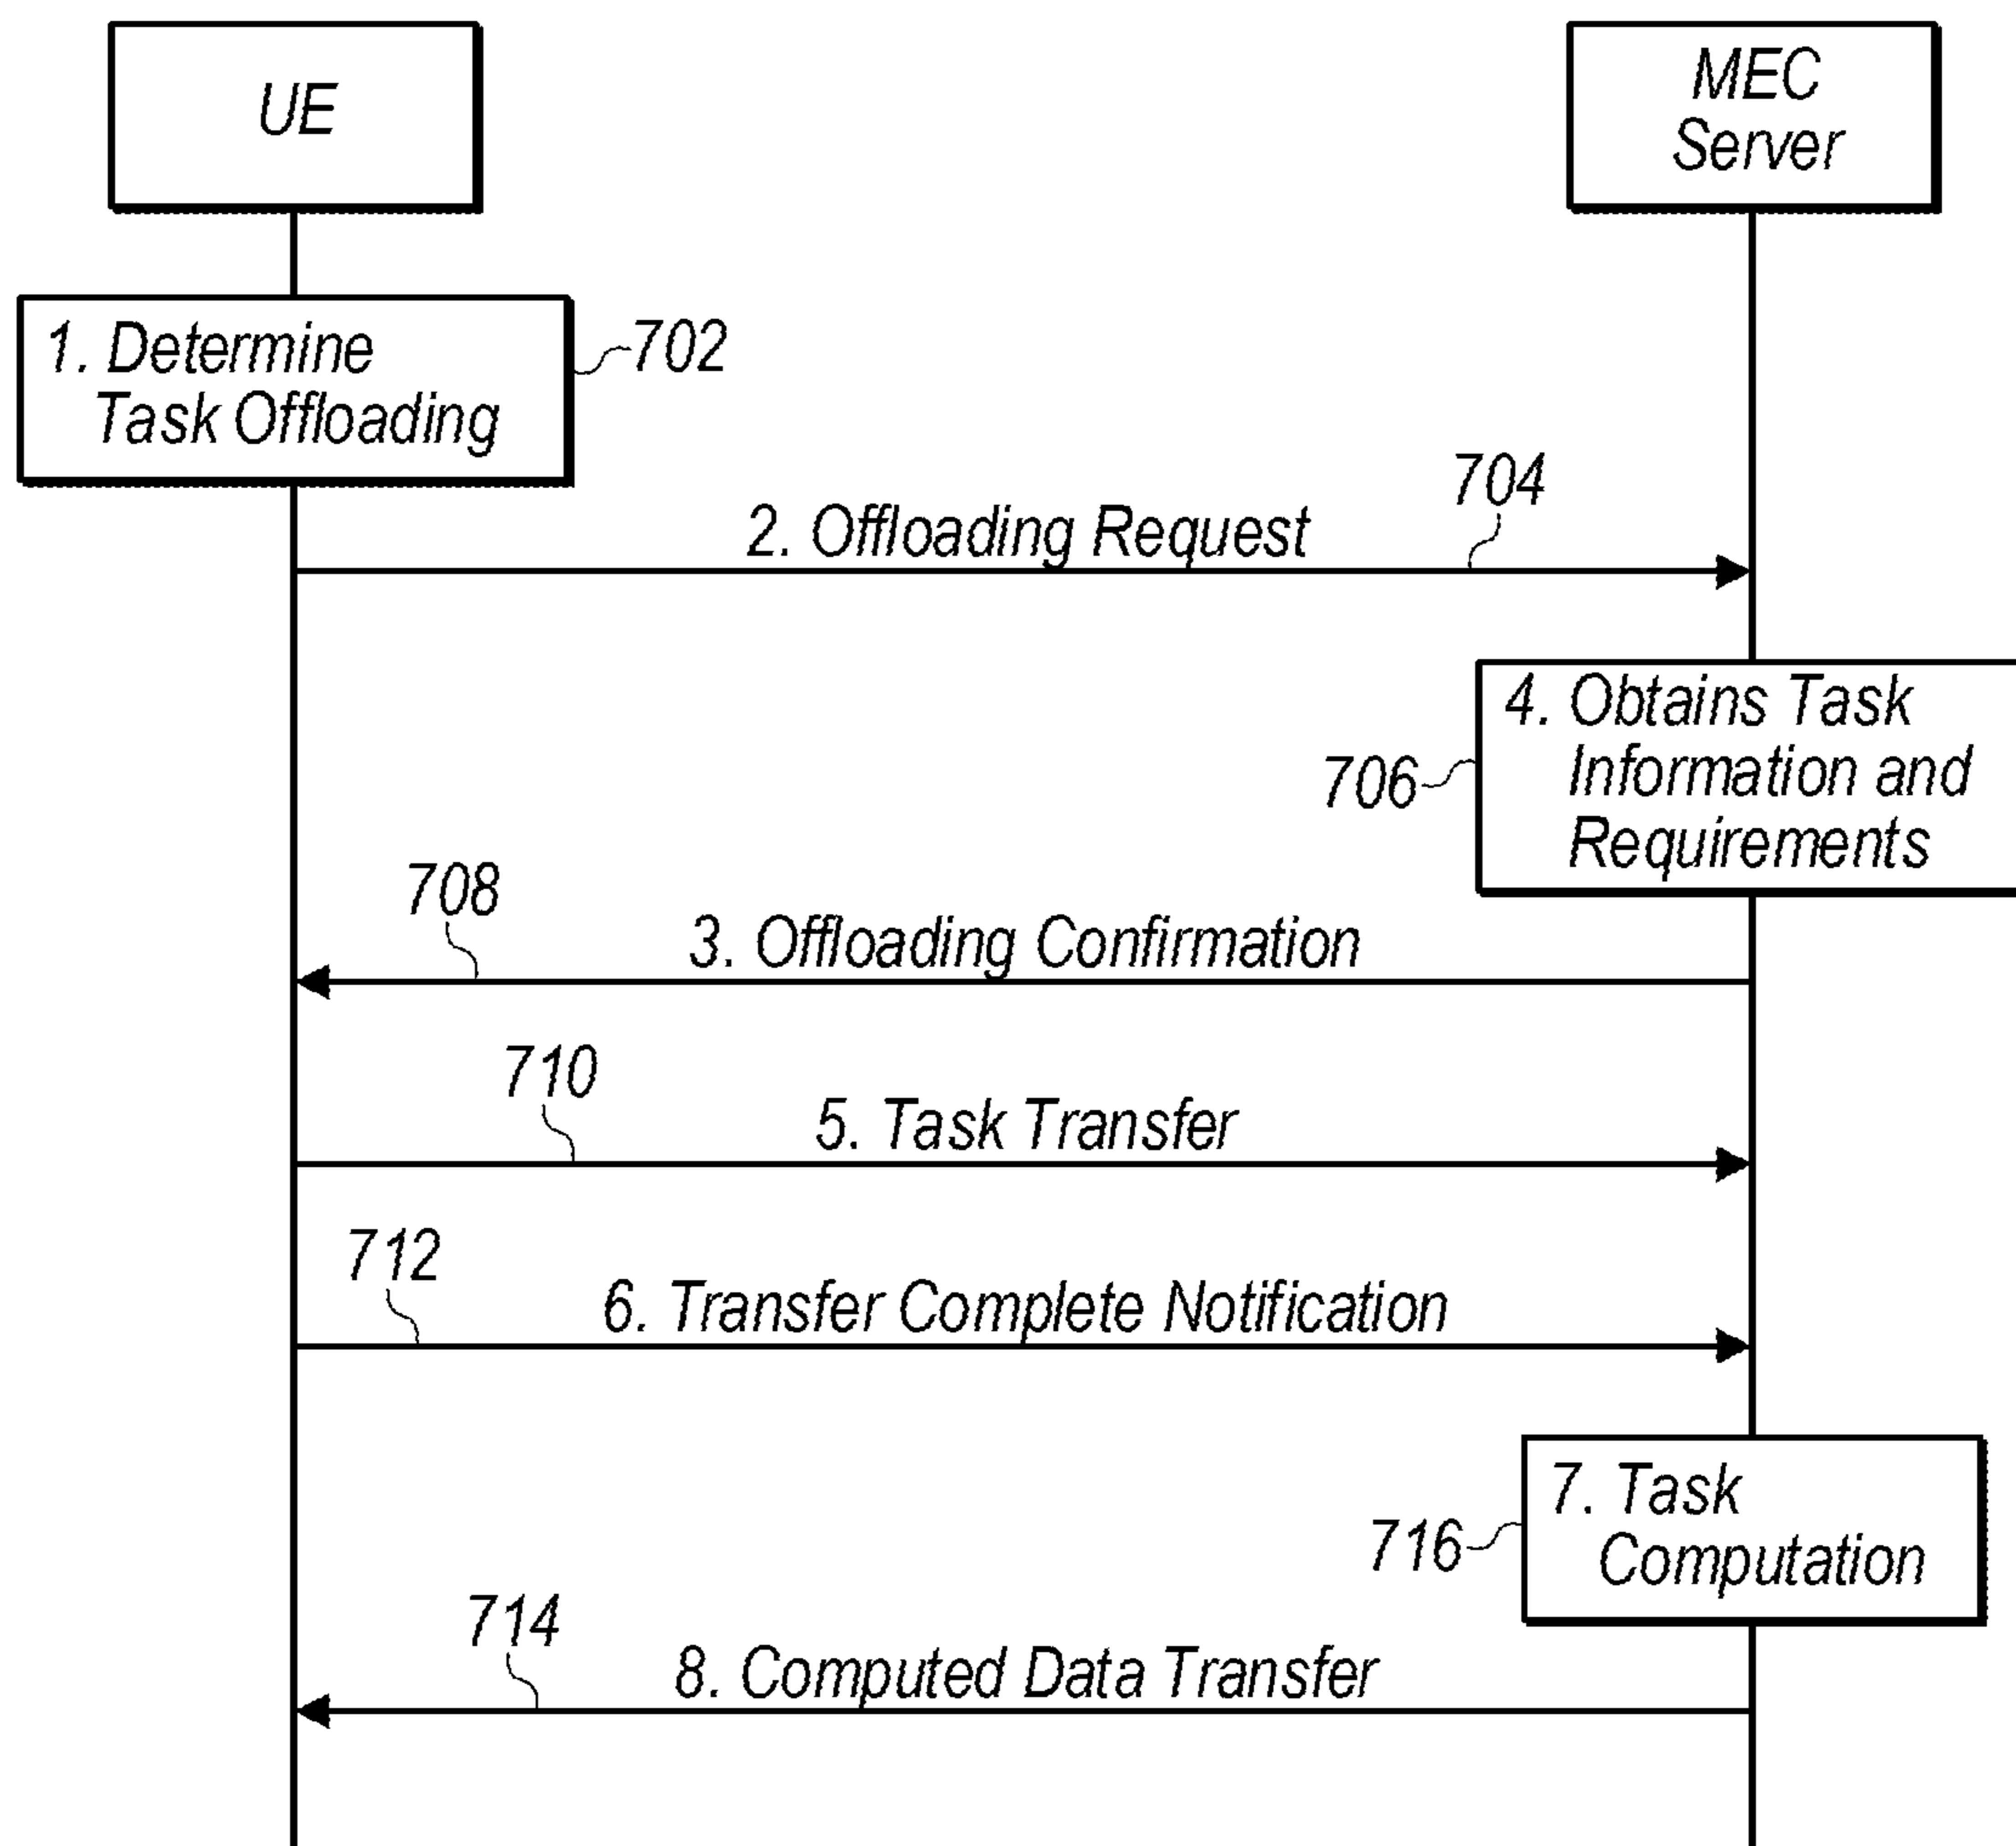 UE
MEC
Server
1. Determine
Task Offloading
702
704
2. Offloading Request
4. Obtains Task
Information and
Requirements
706
708
3. Offloading Confirmation
710
5. Task Transfer
712
6. Transfer Complete Notification
7. Task
Computation
716
714
8. Computed Data Transfer